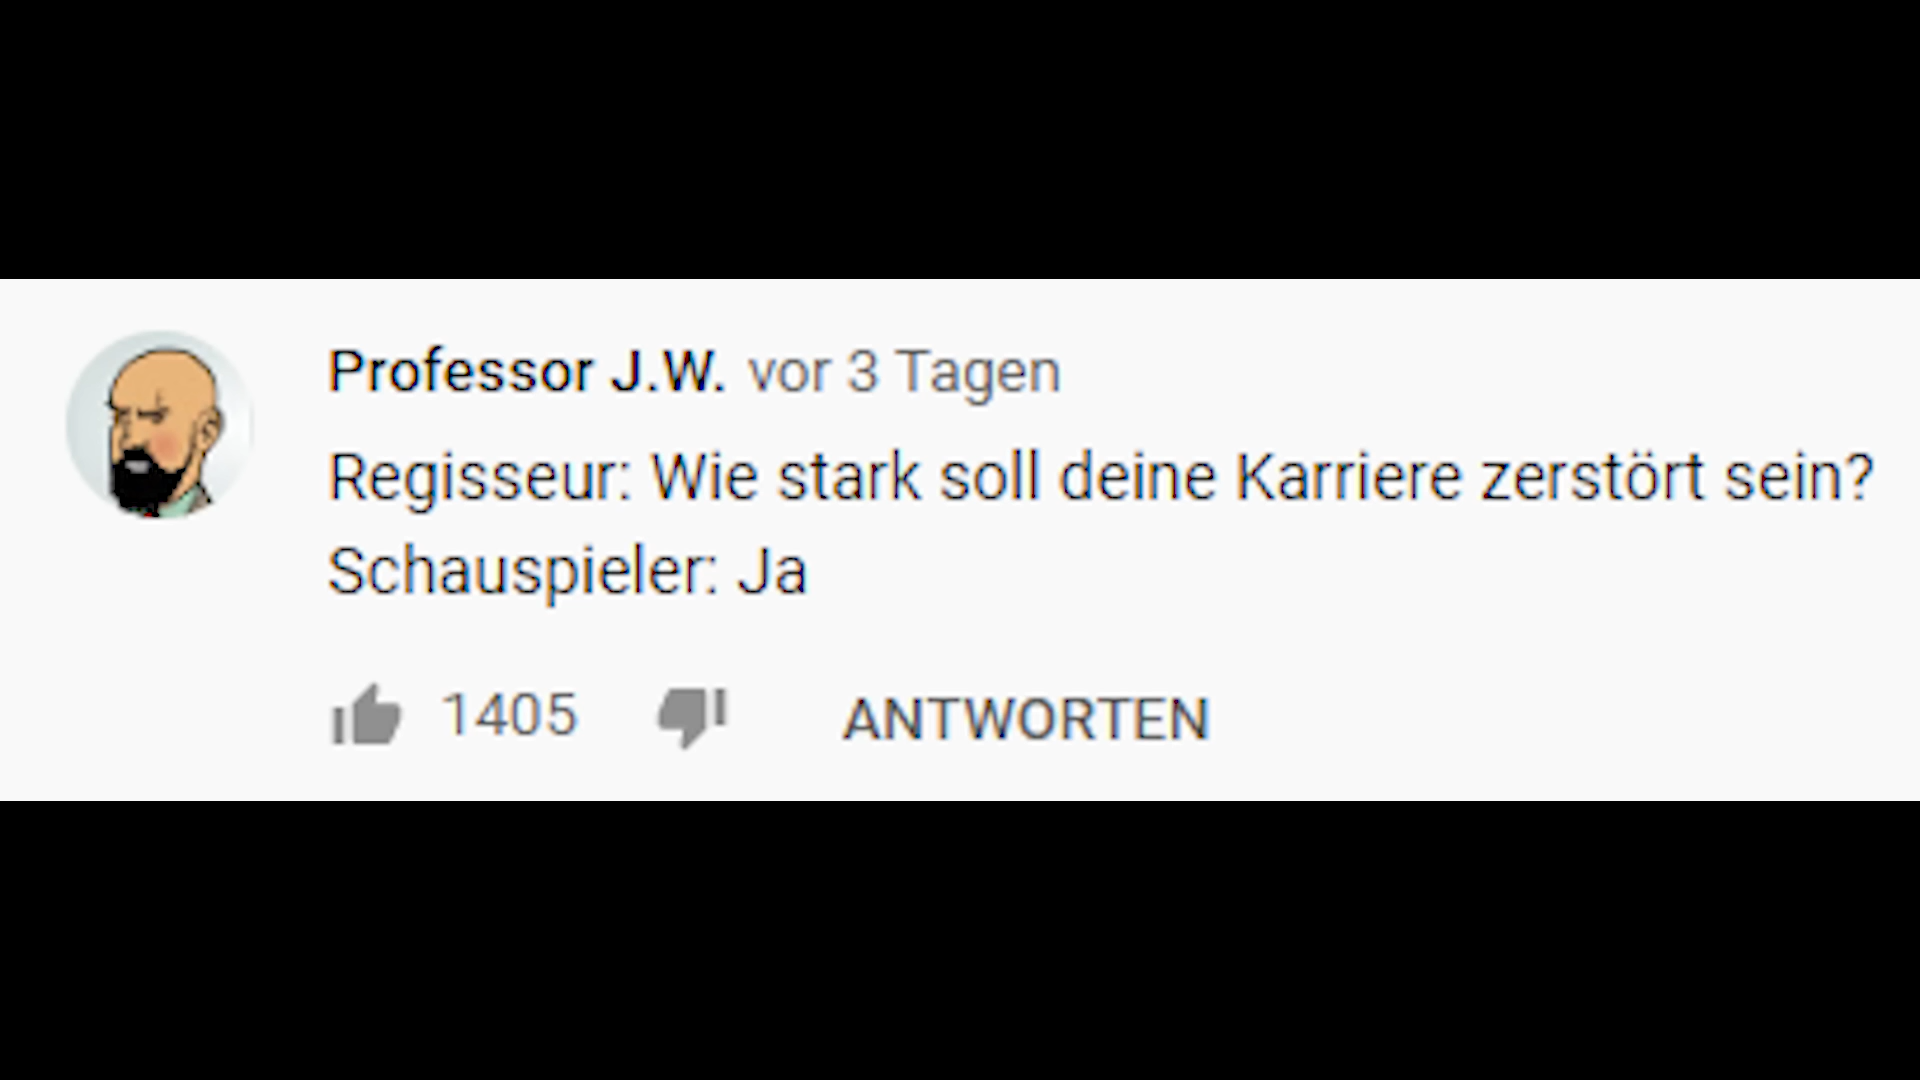 Professor J.W. vor 3 Tagen
Regisseur: Wie stark soll deine Karriere zerstört sein?
Schauspieler: Ja
1405 ANTWORTEN